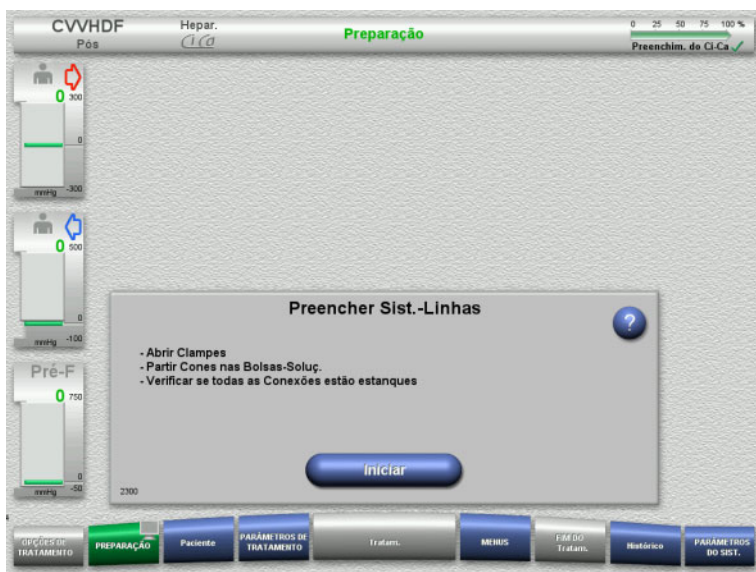 CVVHDF
Pós
Hepar.
Ci Ca
Preparação
0 25 50 75 100 %
Preenchim. do Ci-Ca
0
300
0
mmHg
-300
0
500
0
mmHg
-100
Pré-F
0
750
0
mmHg
-50
Preencher Sist.-Linhas
?
- Abrir Clampes
- Partir Cones nas Bolsas-Soluç.
- Verificar se todas as Conexões estão estanques
Iniciar
2300
OPÇÕES DE
TRATAMENTO
PREPARAÇÃO
Paciente
PARÂMETROS DE
TRATAMENTO
Tratam.
MENUS
FIM DO
Tratam.
Histórico
PARÂMETROS
DO SIST.